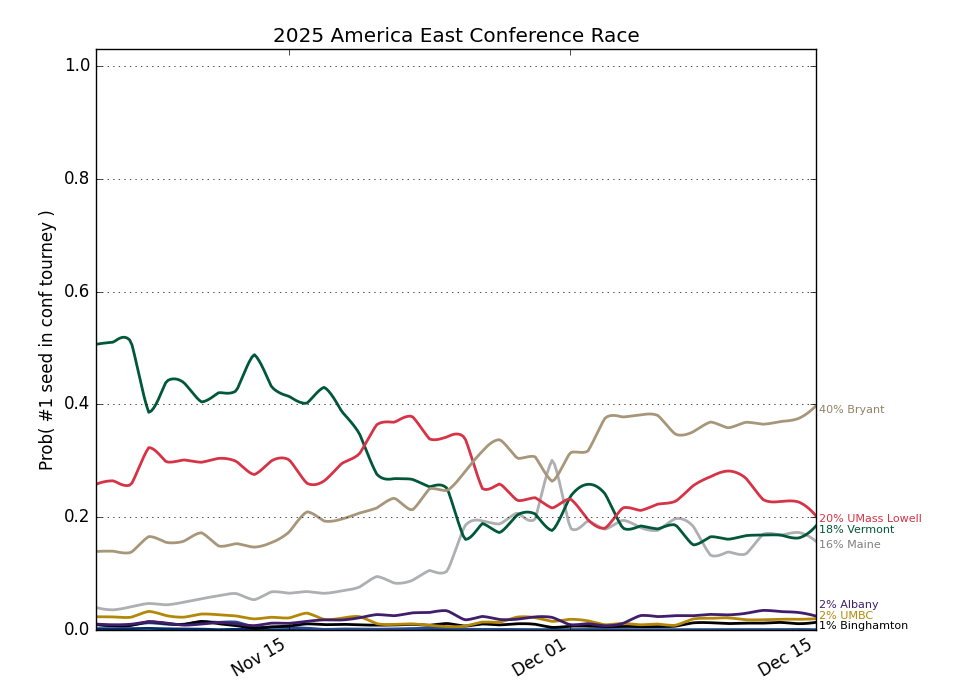 2025 America East Conference Race
Prob( #1 seed in conf tourney )
1.0
0.8
0.6
0.4
0.2
0.0
Nov 15
Dec 01
Dec 15
40% Bryant
20% UMass Lowell
18% Vermont
16% Maine
2% Albany
2% UMBC
1% Binghamton